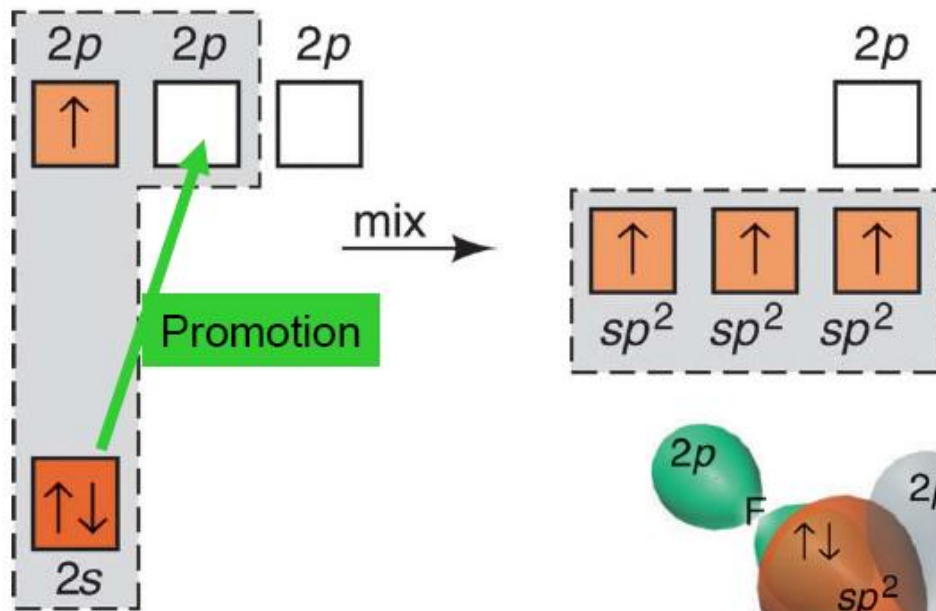 2p 2p 2p
↑
mix
Promotion
↑↓
2s
2p
↑ ↑ ↑
sp² sp² sp²
2p
F
↑↓
sp²